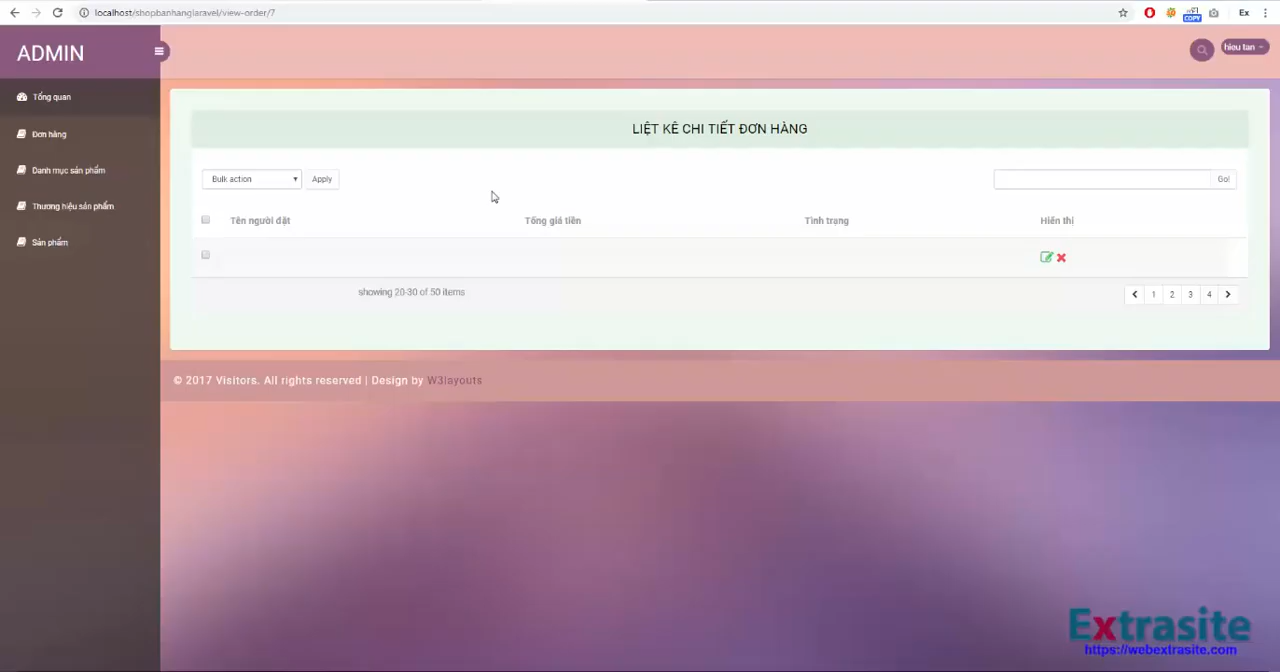 localhost/shopbanhanglaravel/view-order/7
COPY
Ex
ADMIN
hieu tan
Tổng quan
Đơn hàng
Danh mục sản phẩm
Thương hiệu sản phẩm
Sản phẩm
LIỆT KÊ CHI TIẾT ĐƠN HÀNG
Bulk action
Apply
Go!
Tên người đặt
Tổng giá tiền
Tình trạng
Hiển thị
showing 20-30 of 50 items
1 2 3 4
© 2017 Visitors. All rights reserved | Design by W3layouts
Extrasite
https://webextrasite.com